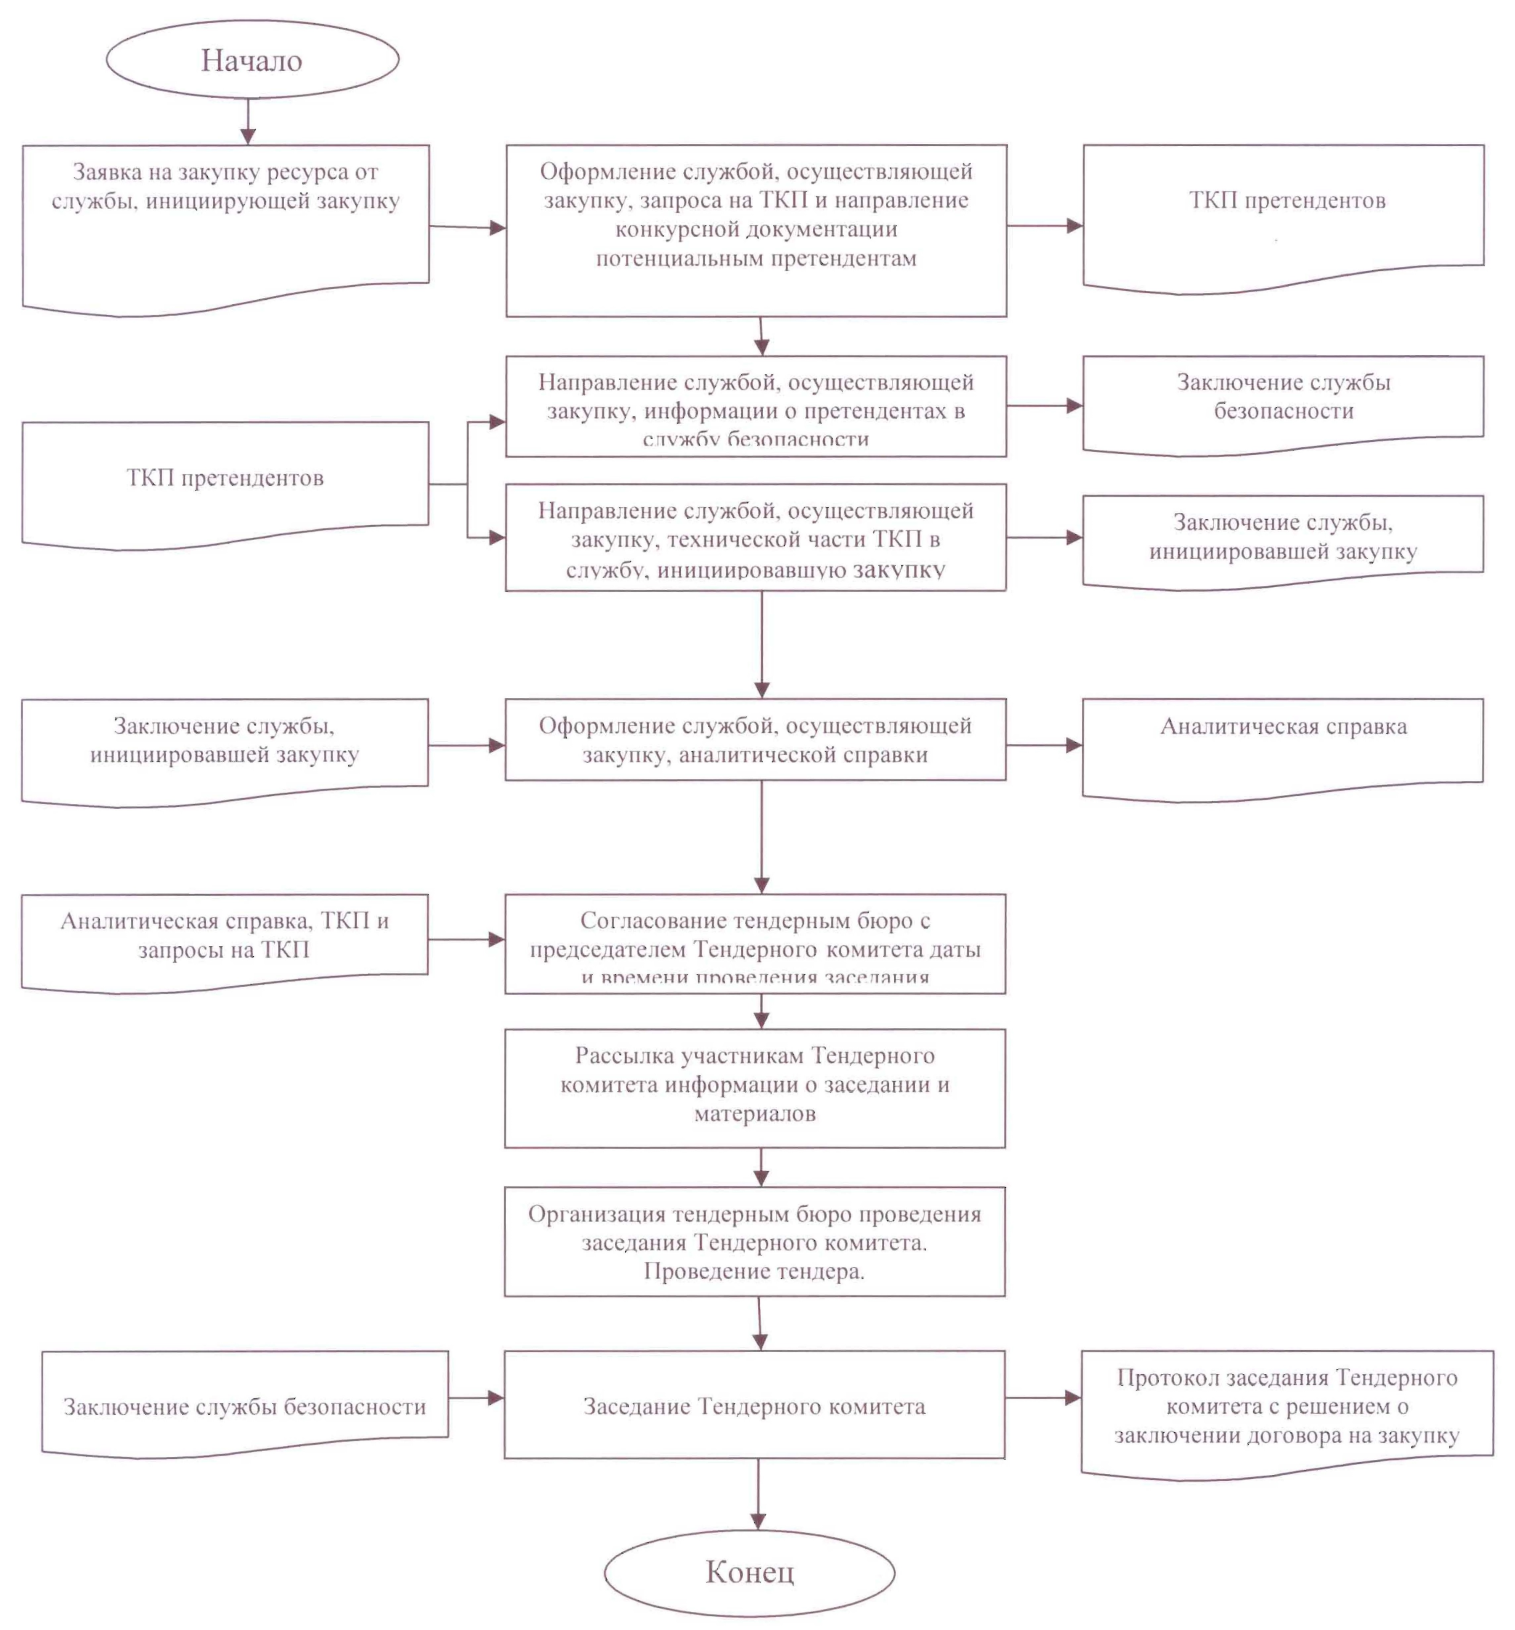 Начало
Заявка на закупку ресурса от
службы, инициирующей закупку
Оформление службой, осуществляющей
закупку, запроса на ТКП и направление
конкурсной документации
потенциальным претендентам
ТКП претендентов
ТКП претендентов
Направление службой, осуществляющей
закупку, информации о претендентах в
службу безопасности
Заключение службы
безопасности
Направление службой, осуществляющей
закупку, технической части ТКП в
службу, инициировавшую закупку
Заключение службы,
инициировавшей закупку
Заключение службы,
инициировавшей закупку
Оформление службой, осуществляющей
закупку, аналитической справки
Аналитическая справка
Аналитическая справка, ТКП и
запросы на ТКП
Согласование тендерным бюро с
председателем Тендерного комитета даты
и времени проведения заседания
Рассылка участникам Тендерного
комитета информации о заседании и
материалов
Организация тендерным бюро проведения
заседания Тендерного комитета.
Проведение тендера.
Заключение службы безопасности
Заседание Тендерного комитета
Протокол заседания Тендерного
комитета с решением о
заключении договора на закупку
Конец